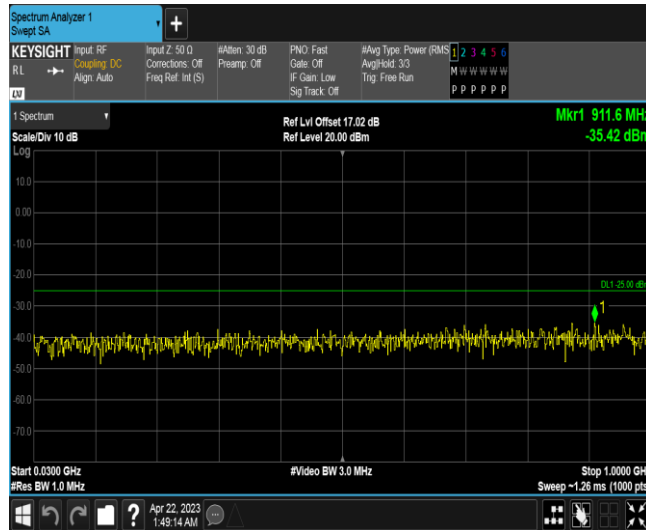 Spectrum Analyzer 1
Swept SA
+
KEYSIGHT Input: RF Input Z: 50 Ω #Atten: 30 dB PNO: Fast #Avg Type: Power (RMS 1 2 3 4 5 6
RL Coupling: DC Corrections: Off Preamp: Off Gate: Off Avg|Hold: 3/3 M W W W W W
Align: Auto Freq Ref: Int (S) IF Gain: Low Trig: Free Run
LXI Sig Track: Off P P P P P P
1 Spectrum Ref Lvl Offset 17.02 dB Mkr1 911.6 MHz
Scale/Div 10 dB Ref Level 20.00 dBm -35.42 dBm
Log
10.0
0.00
-10.0
-20.0
DL1 -25.00 dBm
-30.0
1
-40.0
-50.0
-60.0
-70.0
Start 0.0300 GHz #Video BW 3.0 MHz Stop 1.0000 GH
#Res BW 1.0 MHz Sweep ~1.26 ms (1000 pts
? Apr 22, 2023
1:49:14 AM